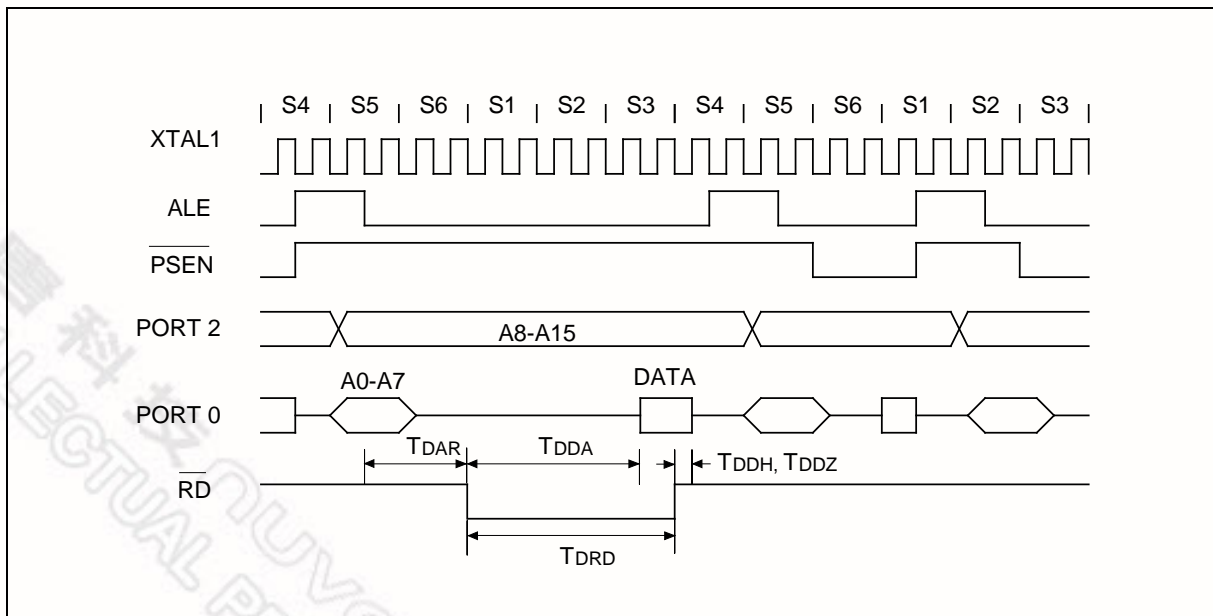 S4 S5 S6 S1 S2 S3 S4 S5 S6 S1 S2 S3
XTAL1
ALE
PSEN
PORT 2
A8-A15
A0-A7
DATA
PORT 0
TDAR
TDDA
TDDH, TDDZ
RD
TDRD